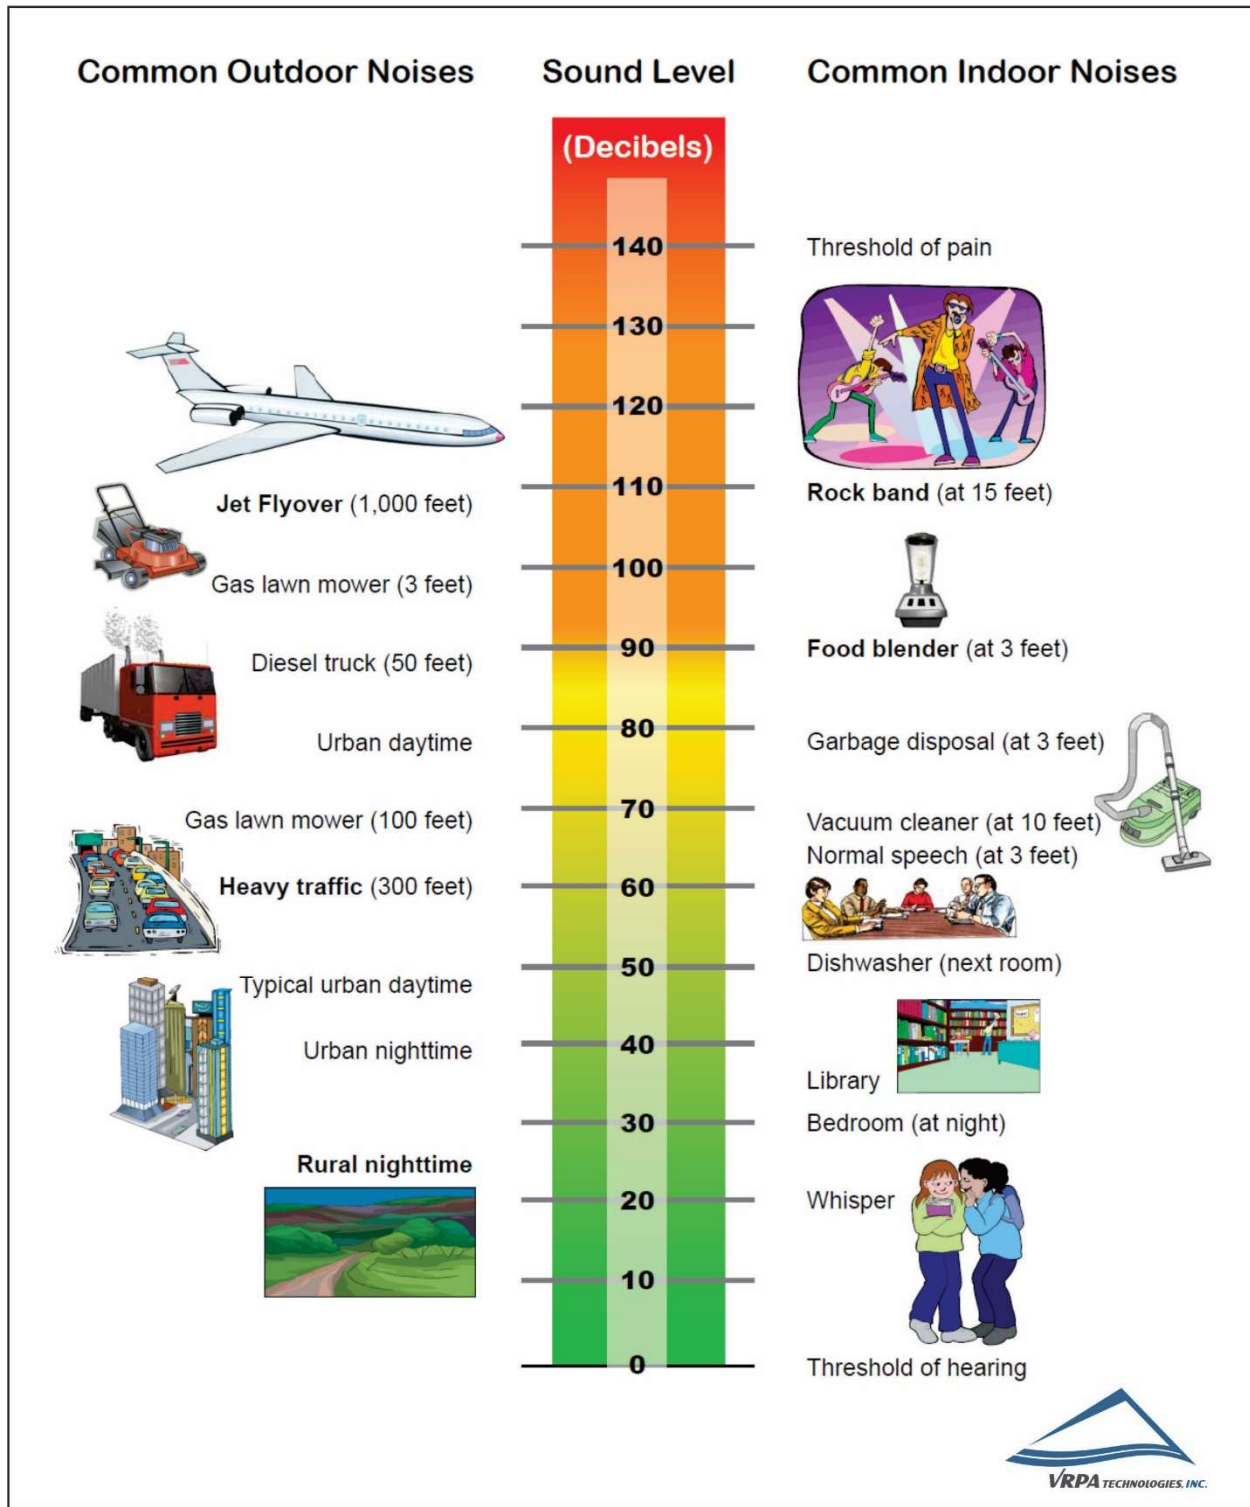 Common Outdoor Noises
Sound Level
Common Indoor Noises
(Decibels)
140
130
120
110
100
90
80
70
60
50
40
30
20
10
0
Jet Flyover (1,000 feet)
Gas lawn mower (3 feet)
Diesel truck (50 feet)
Urban daytime
Gas lawn mower (100 feet)
Heavy traffic (300 feet)
Typical urban daytime
Urban nighttime
Rural nighttime
Threshold of pain
Rock band (at 15 feet)
Food blender (at 3 feet)
Garbage disposal (at 3 feet)
Vacuum cleaner (at 10 feet)
Normal speech (at 3 feet)
Dishwasher (next room)
Library
Bedroom (at night)
Whisper
Threshold of hearing
VRPA TECHNOLOGIES, INC.